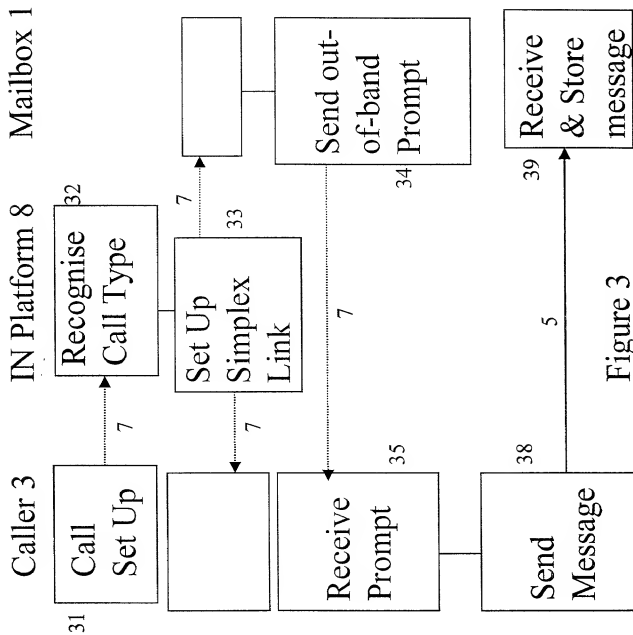 Caller 3
IN Platform 8
Mailbox 1
31
Call
Set Up
7
32
Recognise
Call Type
33
Set Up
Simplex
Link
7
7
34
Send out-
of-band
Prompt
7
35
Receive
Prompt
38
Send
Message
5
39
Receive
& Store
message
Figure 3